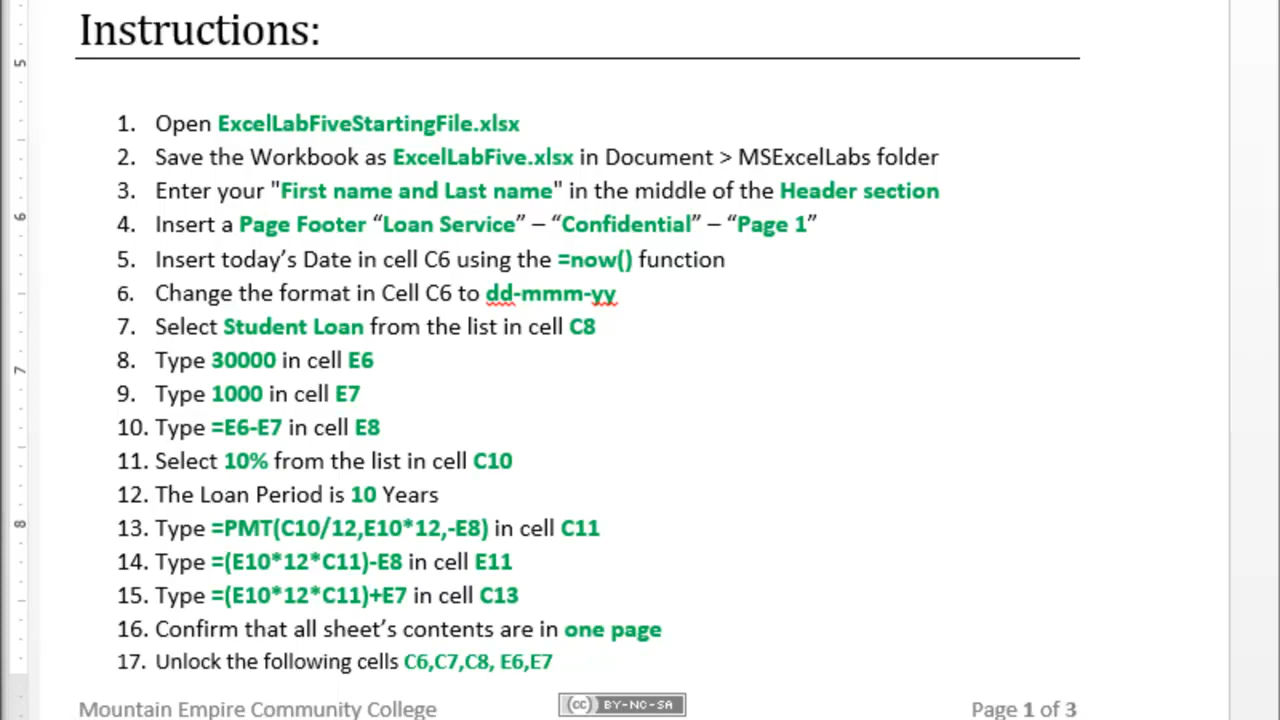 Instructions:
1. Open ExcelLabFiveStartingFile.xlsx
2. Save the Workbook as ExcelLabFive.xlsx in Document > MSExcelLabs folder
3. Enter your "First name and Last name" in the middle of the Header section
4. Insert a Page Footer “Loan Service” – “Confidential” – “Page 1”
5. Insert today’s Date in cell C6 using the =now() function
6. Change the format in Cell C6 to dd-mmm-yy
7. Select Student Loan from the list in cell C8
8. Type 30000 in cell E6
9. Type 1000 in cell E7
10. Type =E6-E7 in cell E8
11. Select 10% from the list in cell C10
12. The Loan Period is 10 Years
13. Type =PMT(C10/12,E10*12,-E8) in cell C11
14. Type =(E10*12*C11)-E8 in cell E11
15. Type =(E10*12*C11)+E7 in cell C13
16. Confirm that all sheet’s contents are in one page
17. Unlock the following cells C6,C7,C8, E6,E7
Mountain Empire Community College (cc) BY-NC-SA Page 1 of 3
5
6
7
8